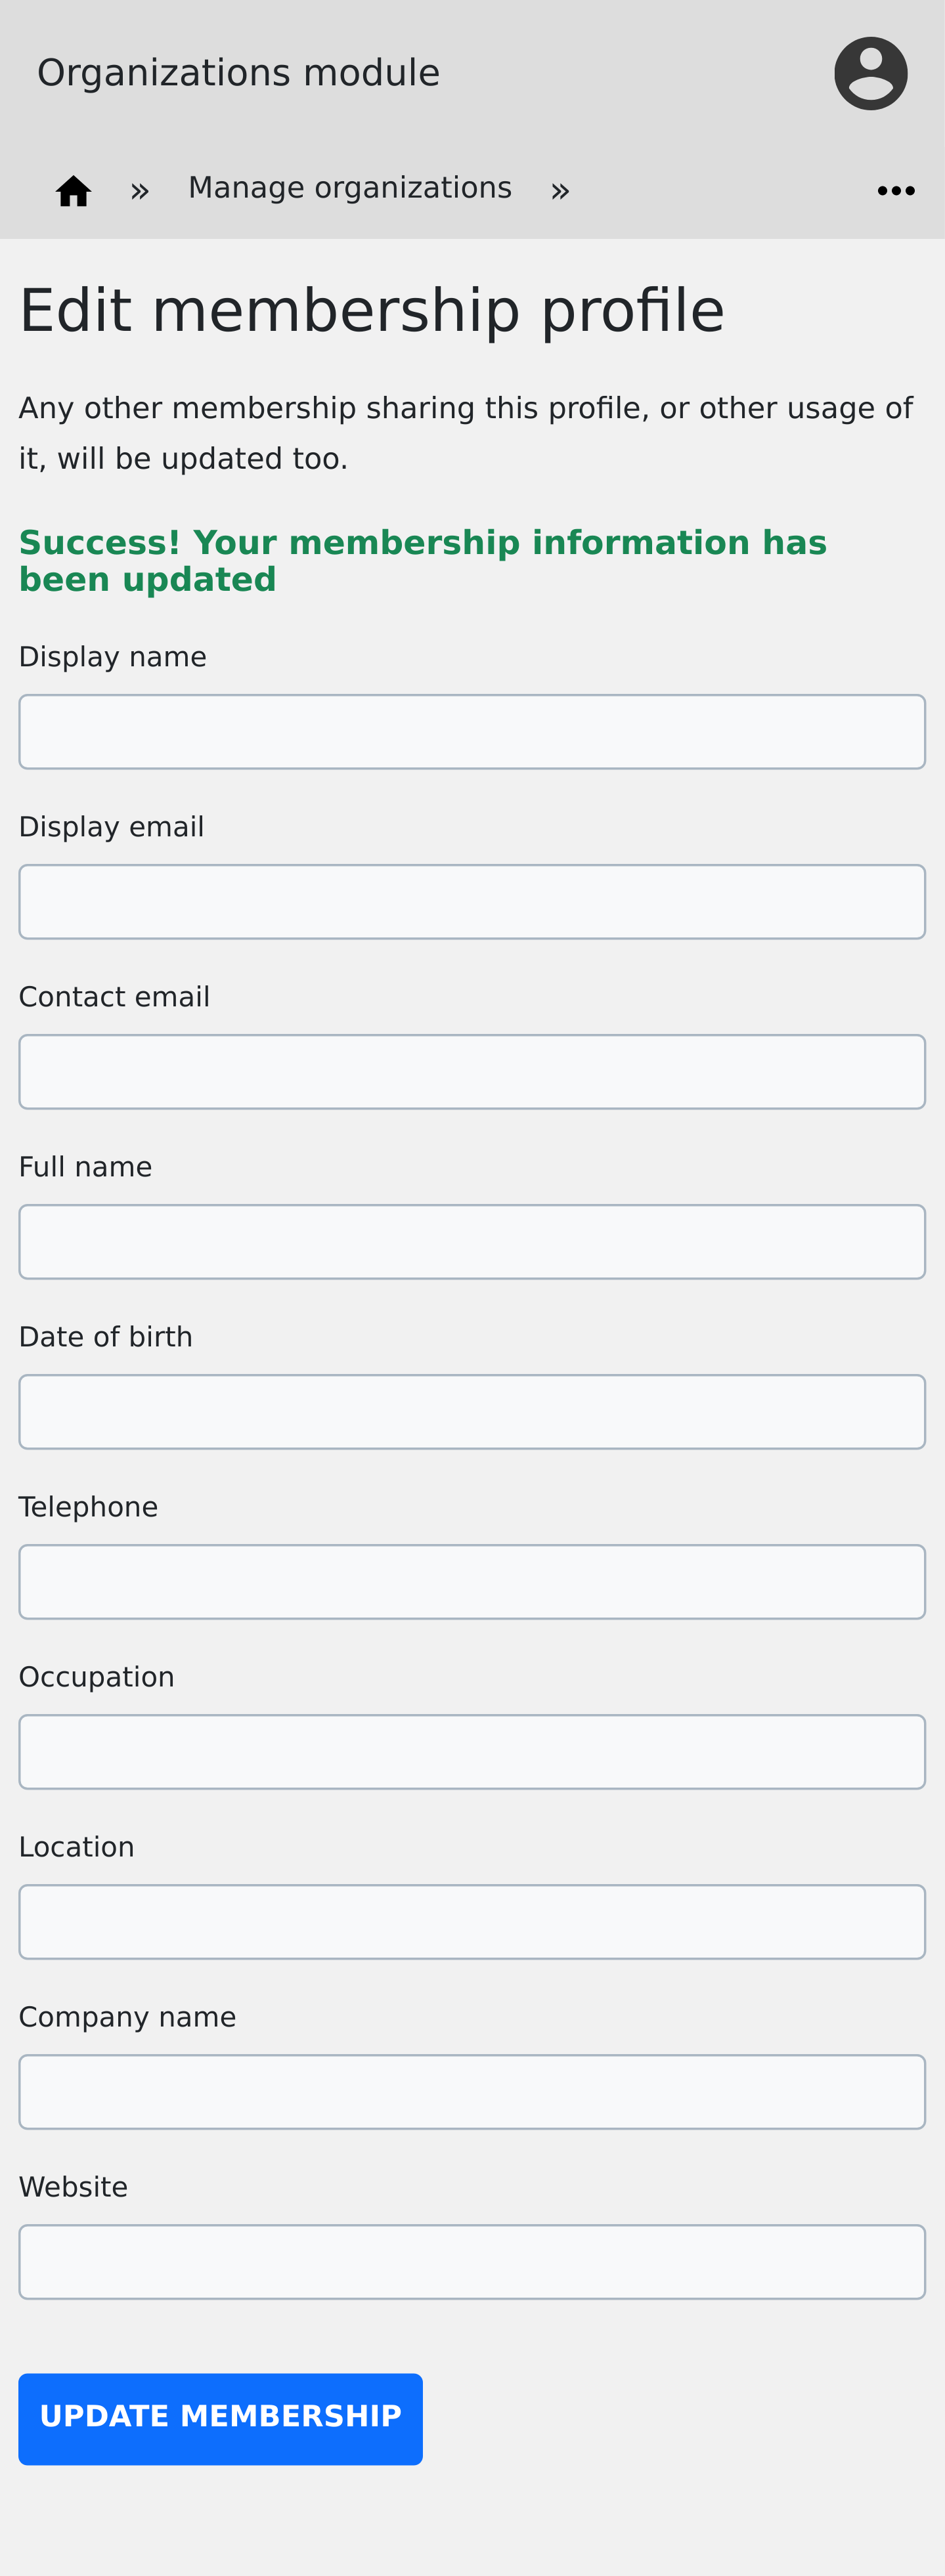 Organizations module
» Manage organizations »
Edit membership profile
Any other membership sharing this profile, or other usage of
it, will be updated too.
Success! Your membership information has
been updated
Display name
Display email
Contact email
Full name
Date of birth
Telephone
Occupation
Location
Company name
Website
UPDATE MEMBERSHIP